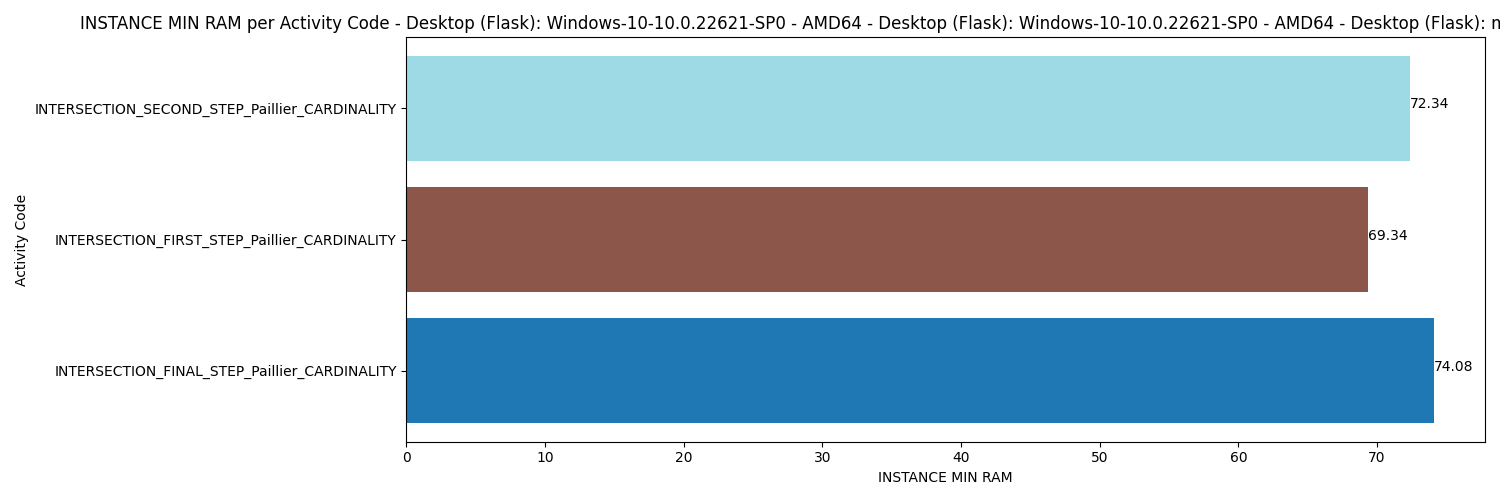 INSTANCE MIN RAM per Activity Code - Desktop (Flask): Windows-10-10.0.22621-SP0 - AMD64 - Desktop (Flask): Windows-10-10.0.22621-SP0 - AMD64 - Desktop (Flask):
INTERSECTION_SECOND_STEP_Paillier_CARDINALITY
72.34
INTERSECTION_FIRST_STEP_Paillier_CARDINALITY
69.34
INTERSECTION_FINAL_STEP_Paillier_CARDINALITY
74.08
Activity Code
0 10 20 30 40 50 60 70
INSTANCE MIN RAM